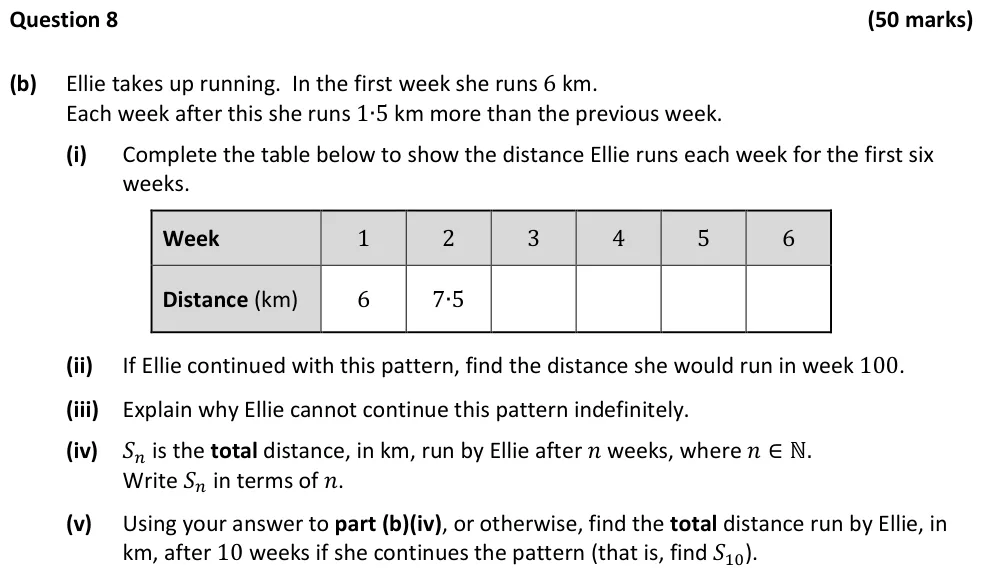 Question 8 (50 marks)
(b) Ellie takes up running. In the first week she runs 6 km.
Each week after this she runs 1·5 km more than the previous week.
(i) Complete the table below to show the distance Ellie runs each week for the first six
weeks.
Week 1 2 3 4 5 6
Distance (km) 6 7·5
(ii) If Ellie continued with this pattern, find the distance she would run in week 100.
(iii) Explain why Ellie cannot continue this pattern indefinitely.
(iv) Sₙ is the total distance, in km, run by Ellie after n weeks, where n ∈ ℕ.
Write Sₙ in terms of n.
(v) Using your answer to part (b)(iv), or otherwise, find the total distance run by Ellie, in
km, after 10 weeks if she continues the pattern (that is, find S₁₀).